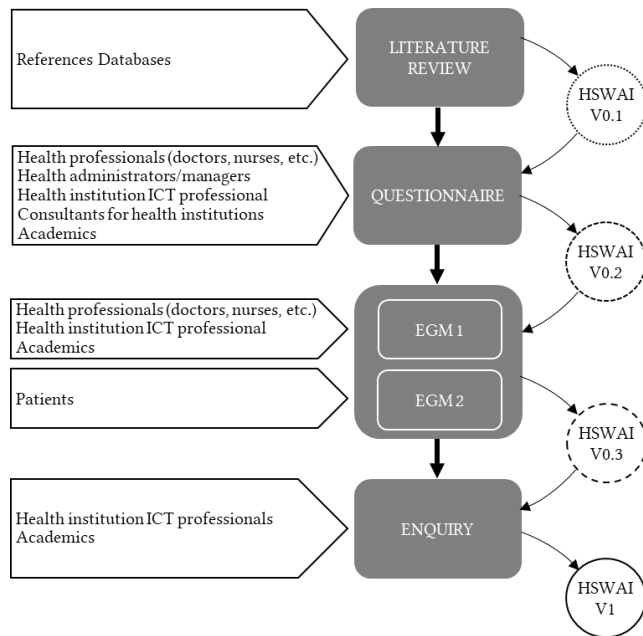 References Databases
LITERATURE
REVIEW
HSWAI
V0.1
Health professionals (doctors, nurses, etc.)
Health administrators/managers
Health institution ICT professional
Consultants for health institutions
Academics
QUESTIONNAIRE
HSWAI
V0.2
Health professionals (doctors, nurses, etc.)
Health institution ICT professional
Academics
EGM 1
Patients
EGM 2
HSWAI
V0.3
Health institution ICT professionals
Academics
ENQUIRY
HSWAI
V1